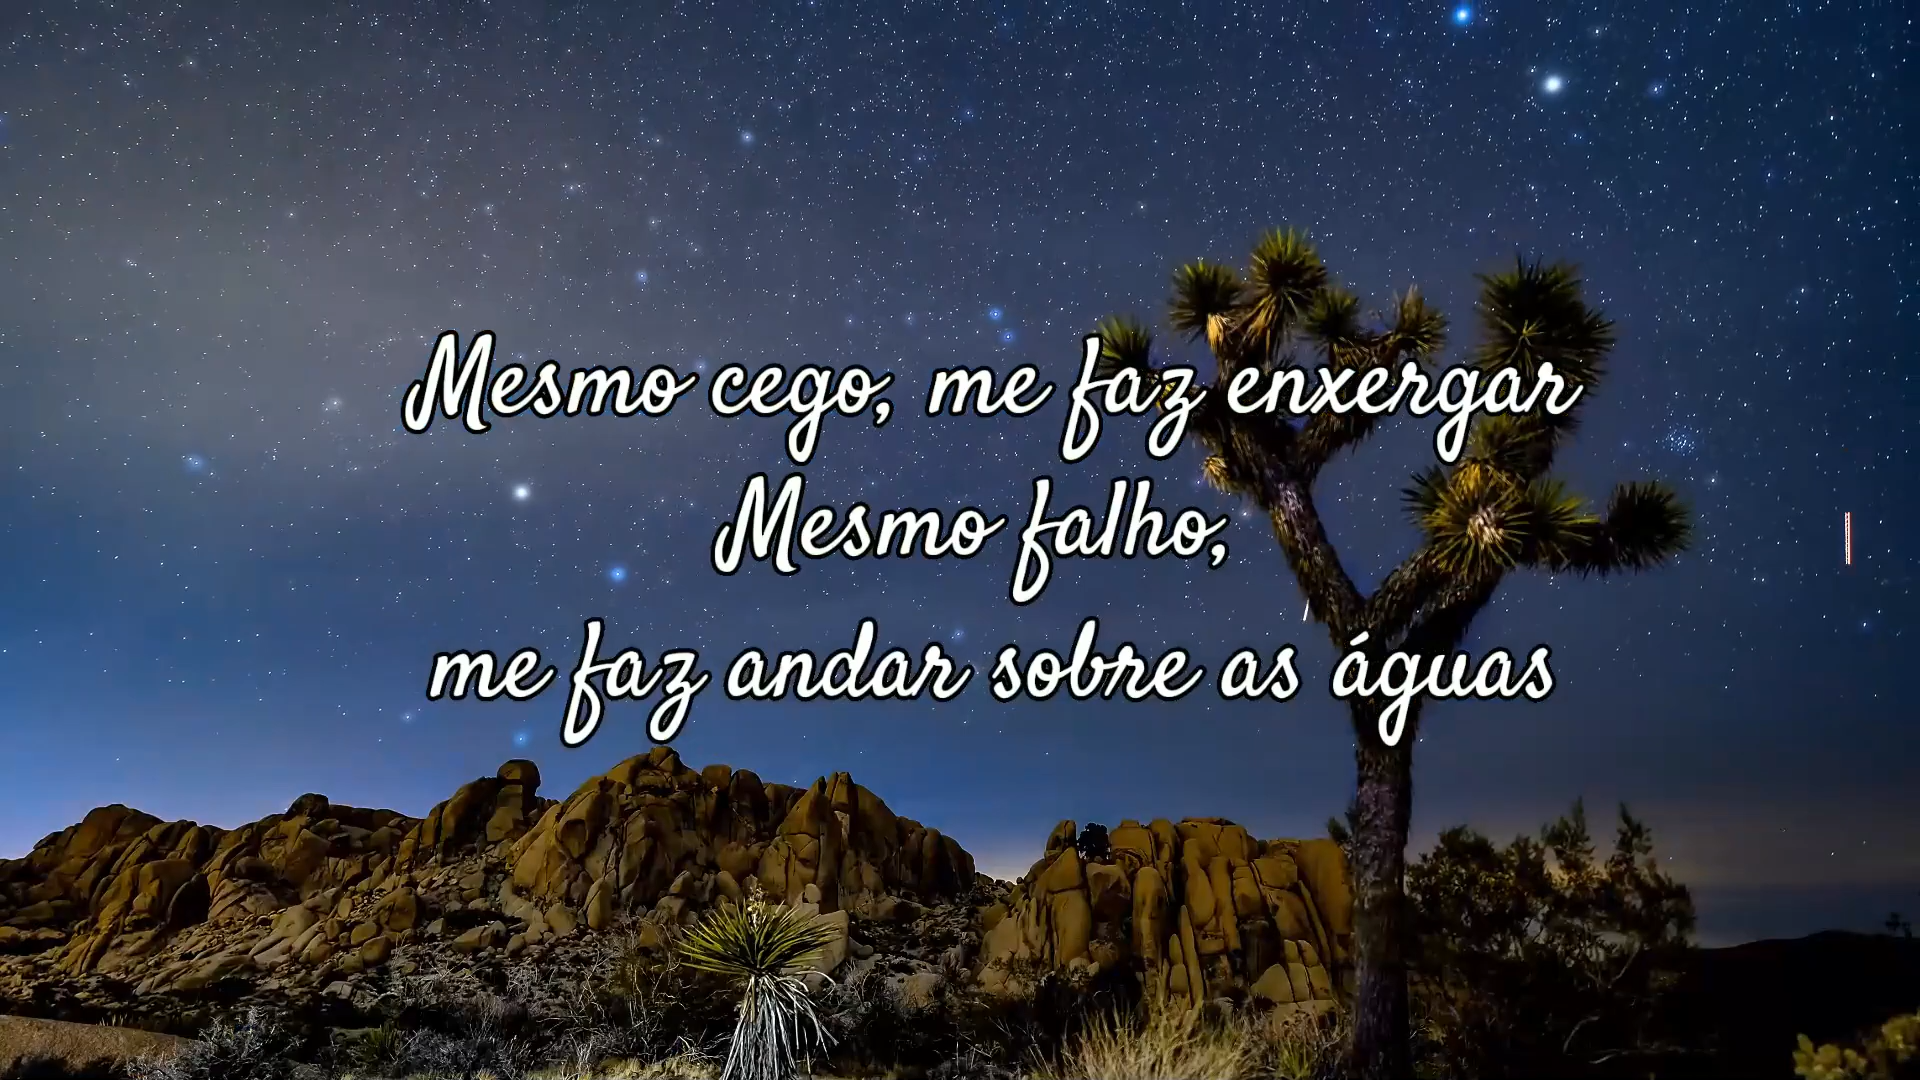 Mesmo cego, me faz enxergar
Mesmo falho,
me faz andar sobre as águas